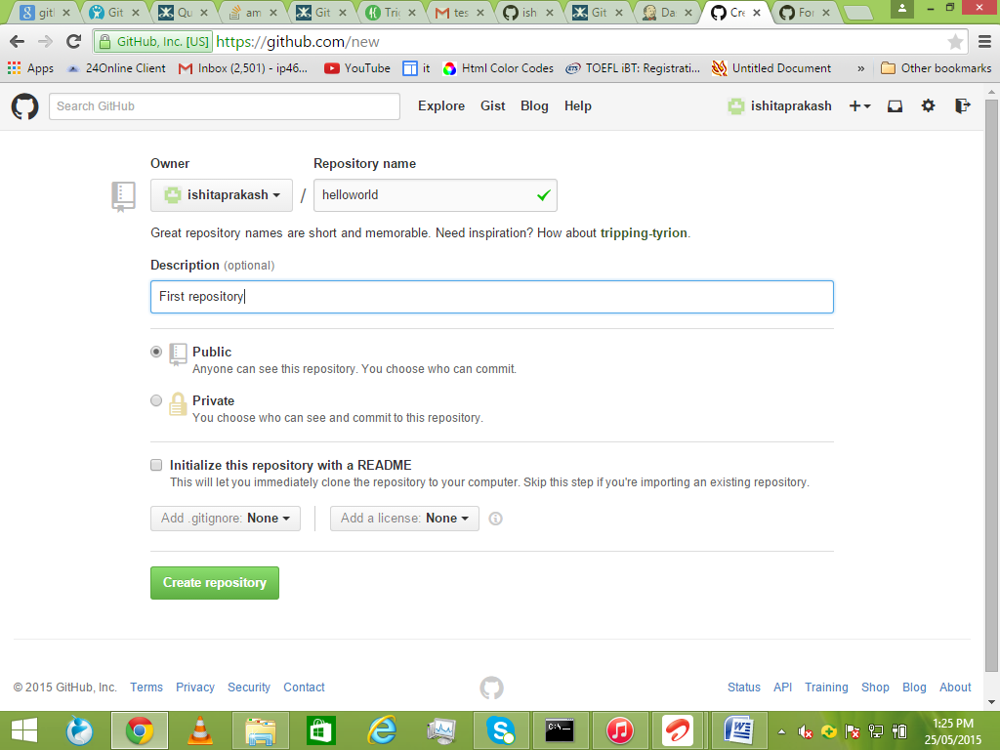 gitl
Git
Qu
am
Git
Tri
tes
ish
Git
Da
Cre
For
GitHub, Inc. [US] https://github.com/new
Apps 24Online Client Inbox (2,501) - ip46... YouTube it Html Color Codes TOEFL iBT: Registrati... Untitled Document » Other bookmarks
Search GitHub Explore Gist Blog Help ishitaprakash
Owner Repository name
ishitaprakash / helloworld
Great repository names are short and memorable. Need inspiration? How about tripping-tyrion.
Description (optional)
First repository
Public
Anyone can see this repository. You choose who can commit.
Private
You choose who can see and commit to this repository.
Initialize this repository with a README
This will let you immediately clone the repository to your computer. Skip this step if you're importing an existing repository.
Add .gitignore: None Add a license: None
Create repository
© 2015 GitHub, Inc. Terms Privacy Security Contact Status API Training Shop Blog About
1:25 PM
25/05/2015